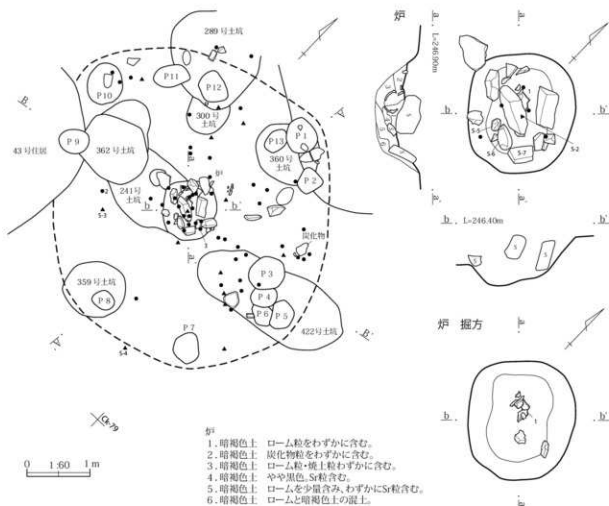 289号土坑
P10
P11
P12
300号
土坑
P1
P13
360号
土坑
P2
P9
362号土坑
43号住居
241号
土坑
炉
S-3
炭化物
359号土坑
P8
P3
P4
P6
P5
P7
422号土坑
S-4
Ck-79
0 1:60 1m
炉
L=246.90m
S-5
S-6
S-7
S-2
L=246.40m
炉 掘方
炉
1．暗褐色土 ローム粒をわずかに含む。
2．暗褐色土 炭化物粒をわずかに含む。
3．暗褐色土 ローム粒・焼土粒わずかに含む。
4．暗褐色土 やや黒色。Sr粒含む。
5．暗褐色土 ロームを少量含み、わずかにSr粒含む。
6．暗褐色土 ロームと暗褐色土の混土。